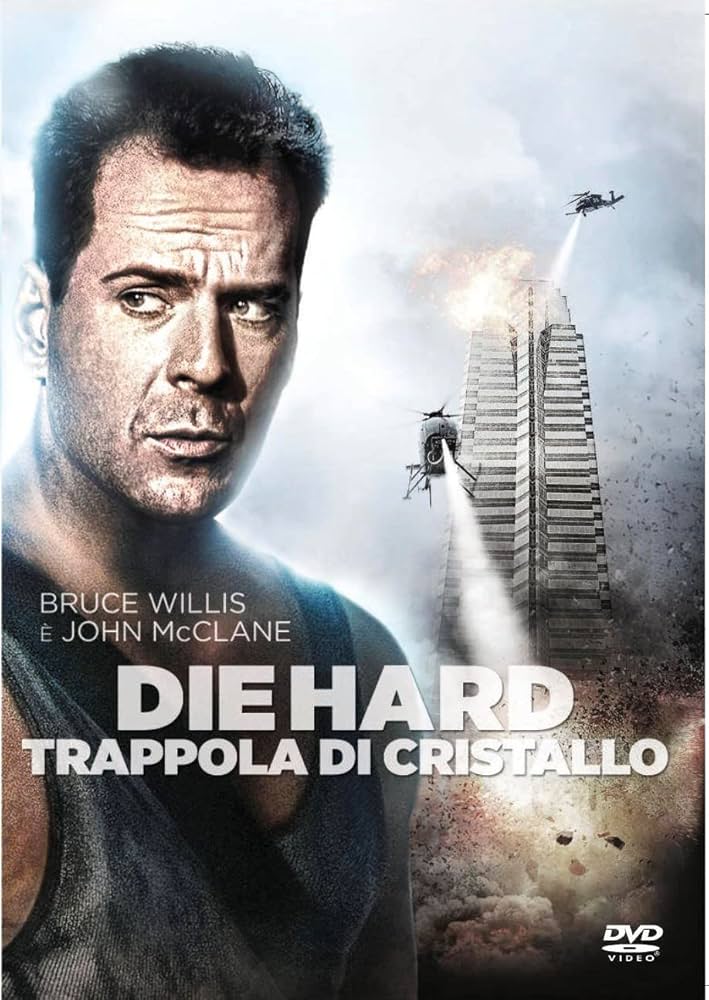 BRUCE WILLIS
È JOHN McCLANE
DIE HARD
TRAPPOLA DI CRISTALLO
DVD
VIDEO®